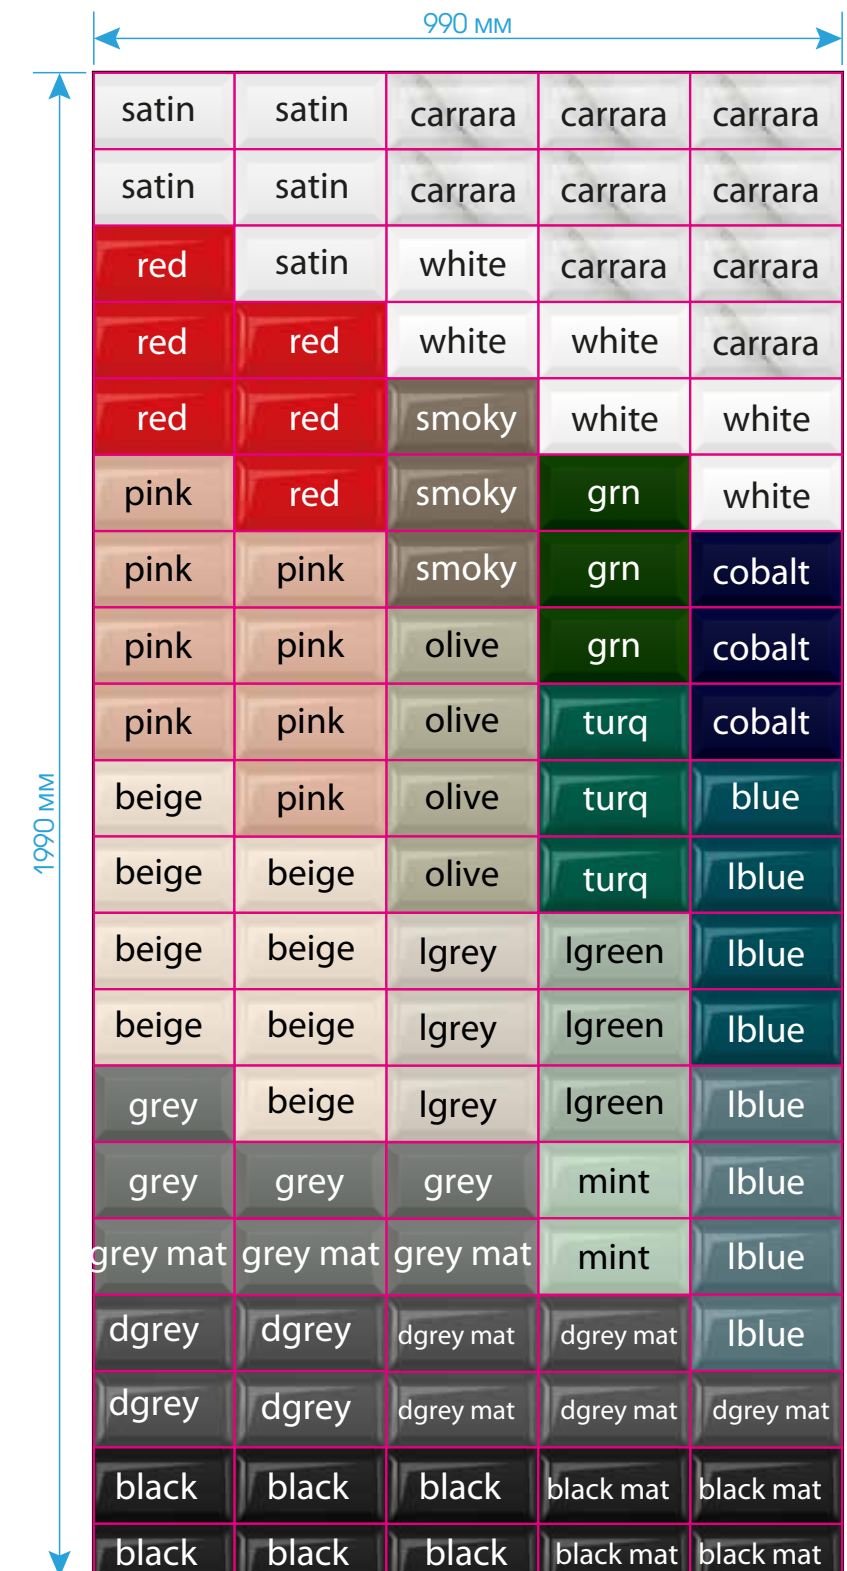 990 мм
1990 мм
satin satin carrara carrara carrara
satin satin carrara carrara carrara
red satin white carrara carrara
red red white white carrara
red red smoky white white
pink red smoky grn white
pink pink smoky grn cobalt
pink pink olive grn cobalt
pink pink olive turq cobalt
beige pink olive turq blue
beige beige olive turq lblue
beige beige lgrey lgreen lblue
beige beige lgrey lgreen lblue
grey beige lgrey lgreen lblue
grey grey grey mint lblue
grey mat grey mat grey mat mint lblue
dgrey dgrey dgrey mat dgrey mat lblue
dgrey dgrey dgrey mat dgrey mat dgrey mat
black black black black mat black mat
black black black black mat black mat